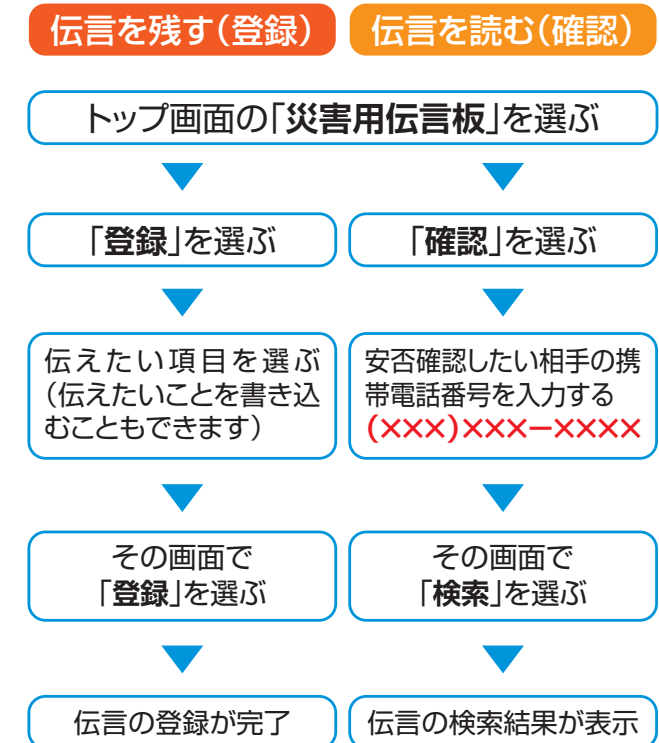 伝言を残す(登録)
伝言を読む(確認)
トップ画面の「災害用伝言板」を選ぶ
「登録」を選ぶ
「確認」を選ぶ
伝えたい項目を選ぶ
(伝えたいことを書き込
むこともできます)
安否確認したい相手の携
帯電話番号を入力する
(×××)×××−××××
その画面で
「登録」を選ぶ
その画面で
「検索」を選ぶ
伝言の登録が完了
伝言の検索結果が表示